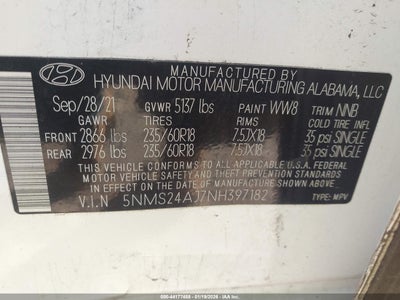 MANUFACTURED BY
HYUNDAI MOTOR MANUFACTURING ALABAMA, LLC
Sep/28/21 GVWR 5137 lbs PAINT WW8 TRIM NNB
GAWR TIRES RIMS COLD TIRE INFL
FRONT 2866 lbs 235/60R18 7.5JX18 35 psi SINGLE
REAR 2976 lbs 235/60R18 7.5JX18 35 psi SINGLE
THIS VEHICLE CONFORMS TO ALL APPLICABLE U.S.A. FEDERAL
MOTOR VEHICLE SAFETY AND THEFT PREVENTION STANDARDS IN
EFFECT ON THE DATE OF MANUFACTURE SHOWN ABOVE.
V.I.N 5NMS24AJ7NH397182 TYPE: MPV